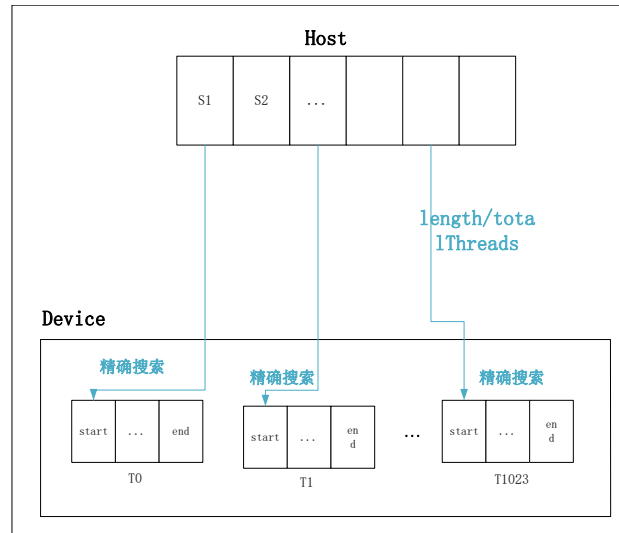 Host
S1 S2 ...
length/tota
lThreads
Device
精确搜索 精确搜索 精确搜索
start ... end
start ... en
d
...
start ... en
d
T0 T1 T1023